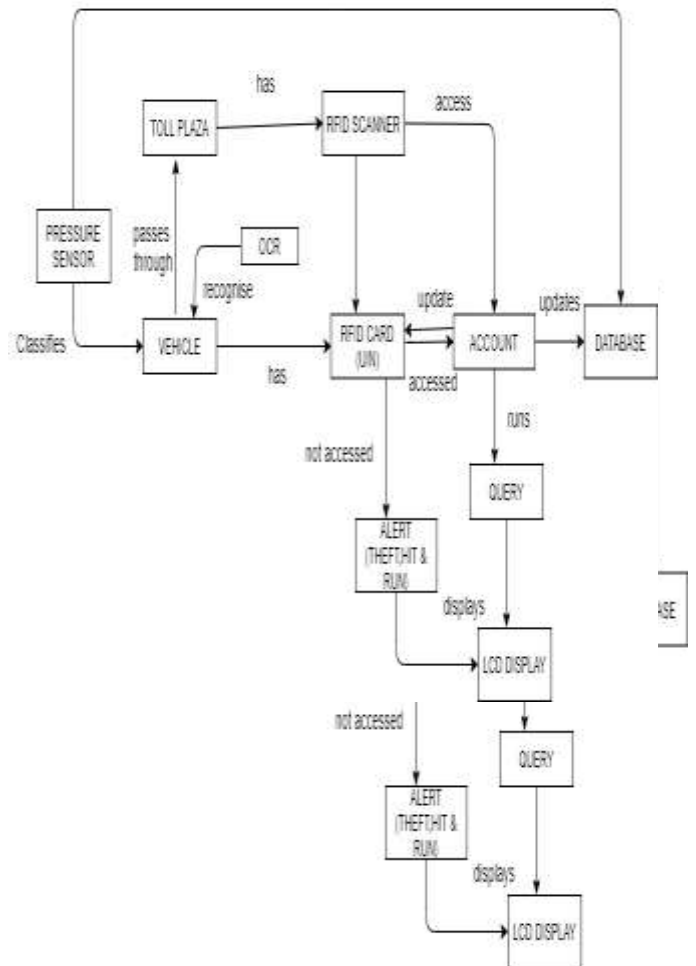 has
access
TOLL PLAZA
RFID SCANNER
PRESSURE
SENSOR
passes
through
OCR
recognise
update
updates
Classifies
VEHICLE
has
RFID CARD
(UIN)
accessed
ACCOUNT
DATABASE
runs
not accessed
QUERY
ALERT
(THEFT,HIT &
RUN)
displays
ASE
LCD DISPLAY
not accessed
QUERY
ALERT
(THEFT,HIT &
RUN)
displays
LCD DISPLAY